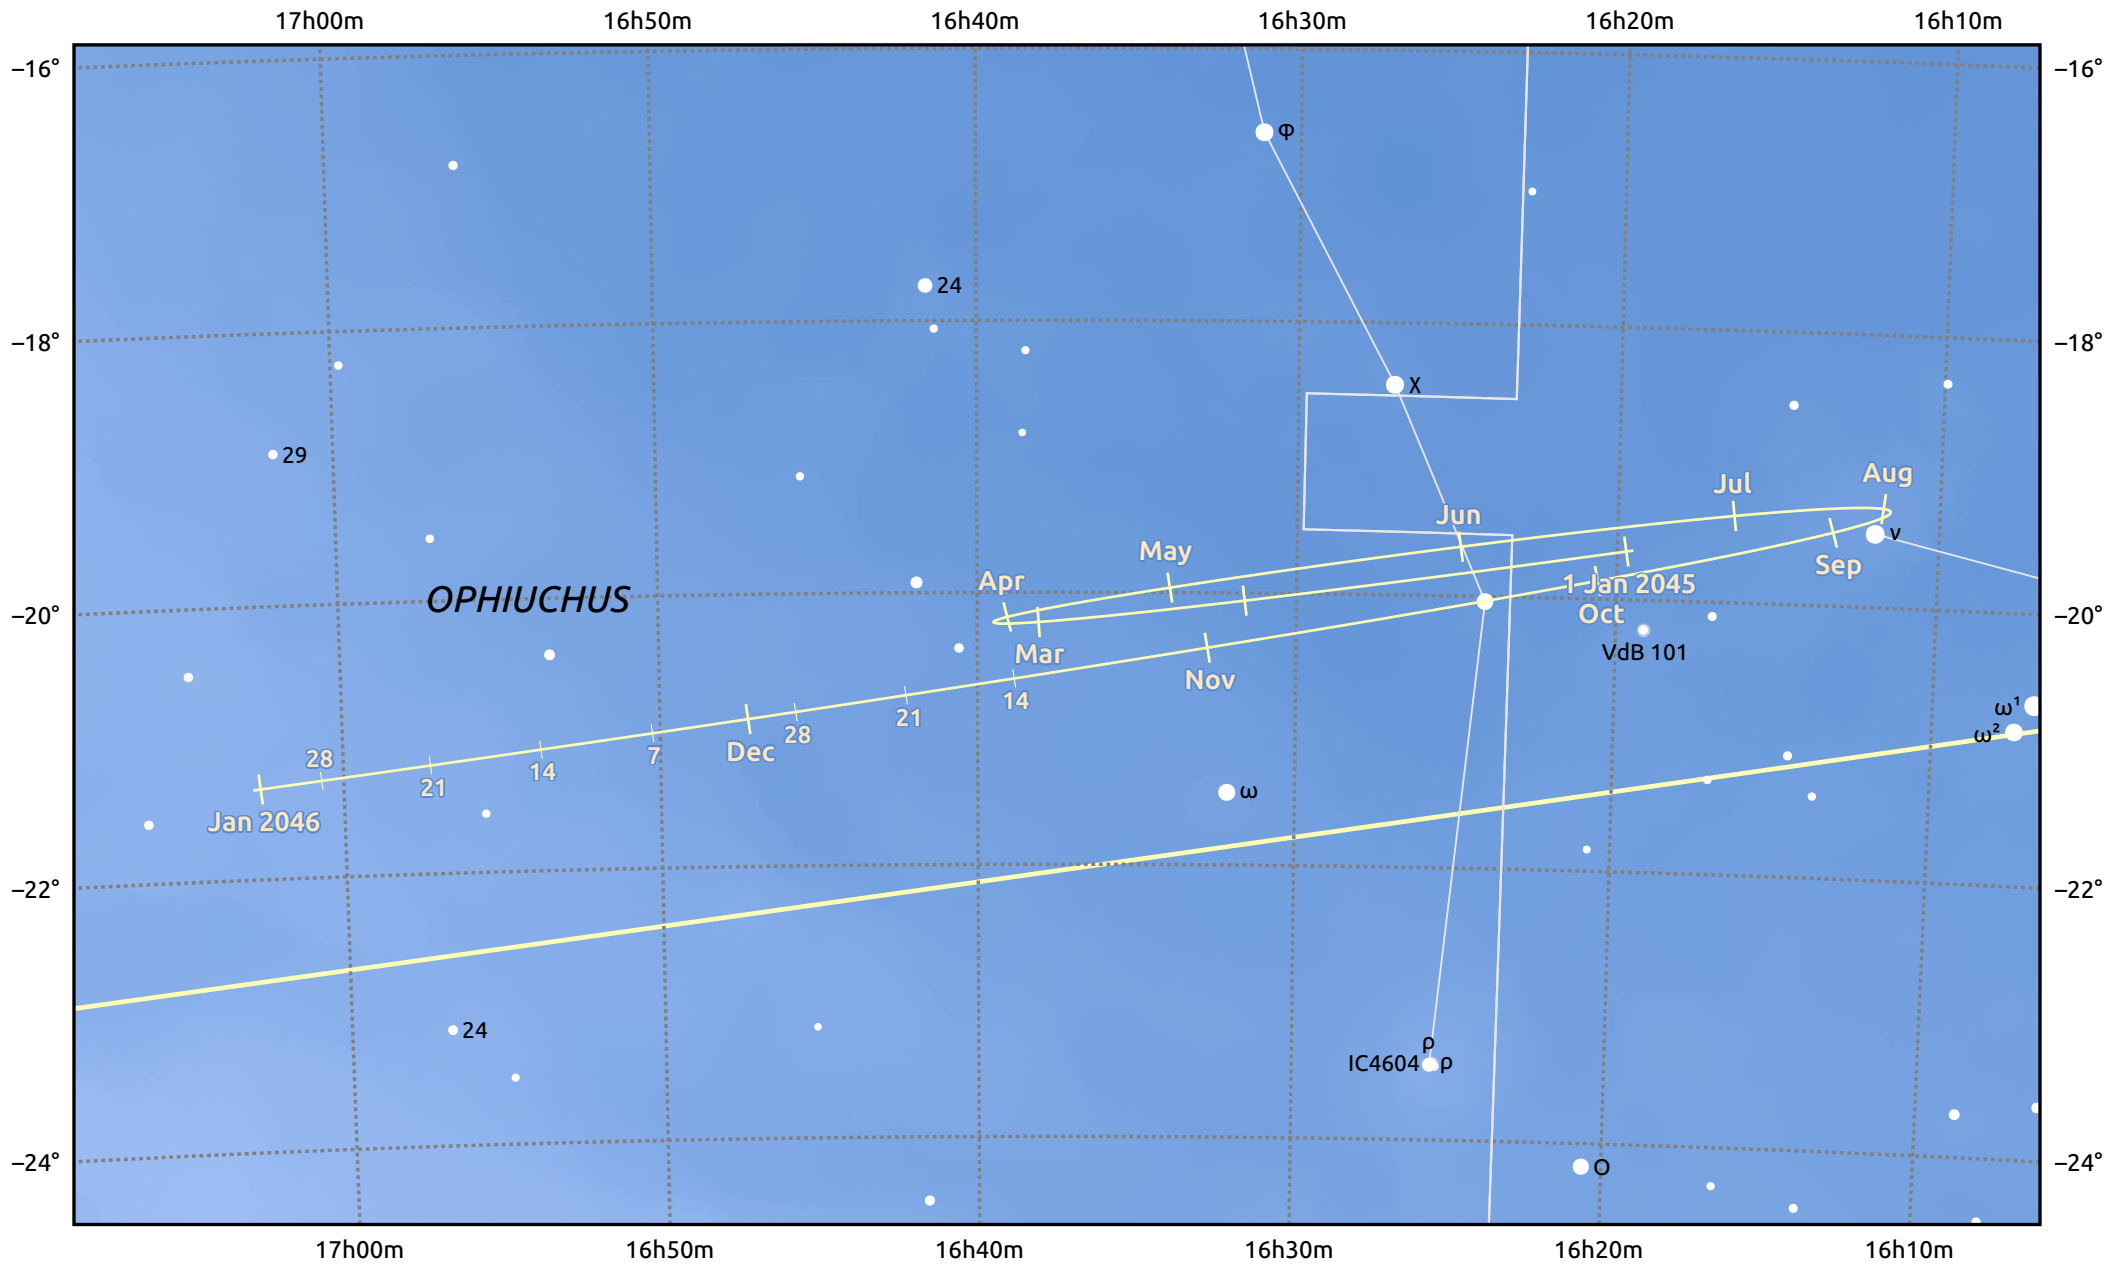 17h00m 16h50m 16h40m 16h30m 16h20m 16h10m
−16° −16°
φ
24
−18° −18°
χ
29
Aug
Jul
Jun
ν
May
Sep
Apr
1 Jan 2045
OPHIUCHUS
Oct
−20° −20°
Mar
VdB 101
Nov
14
ω¹
21
28
ω²
Dec
7
28
14
21
ω
Jan 2046
−22° −22°
24
ρ
IC4604 ρ
−24° −24°
ο
17h00m 16h50m 16h40m 16h30m 16h20m 16h10m